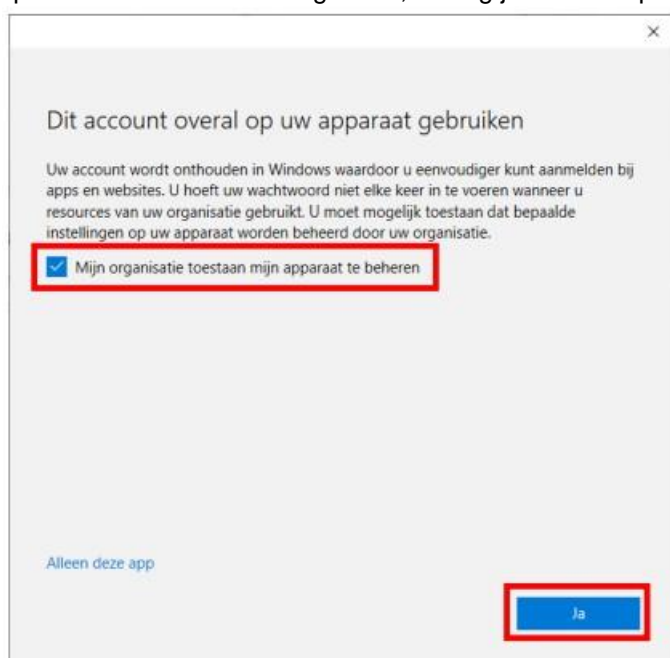 Dit account overal op uw apparaat gebruiken
Uw account wordt onthouden in Windows waardoor u eenvoudiger kunt aanmelden bij
apps en websites. U hoeft uw wachtwoord niet elke keer in te voeren wanneer u
resources van uw organisatie gebruikt. U moet mogelijk toestaan dat bepaalde
instellingen op uw apparaat worden beheerd door uw organisatie.
Mijn organisatie toestaan mijn apparaat te beheren
Alleen deze app
Ja